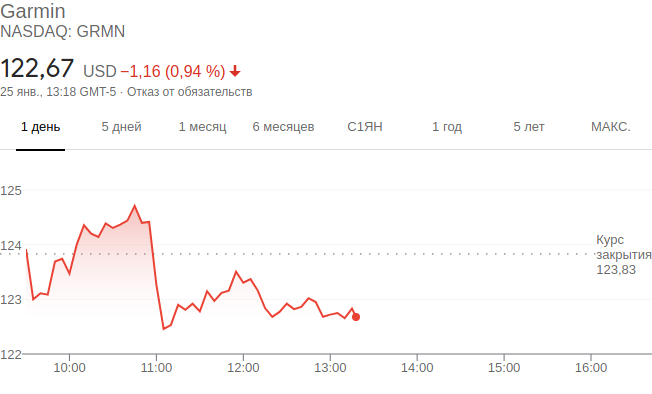 Garmin
NASDAQ: GRMN
122,67 USD −1,16 (0,94 %)
25 янв., 13:18 GMT-5 · Отказ от обязательств
1 день 5 дней 1 месяц 6 месяцев С1ЯН 1 год 5 лет МАКС.
125
124
Курс
закрытия
123,83
123
122
10:00 11:00 12:00 13:00 14:00 15:00 16:00